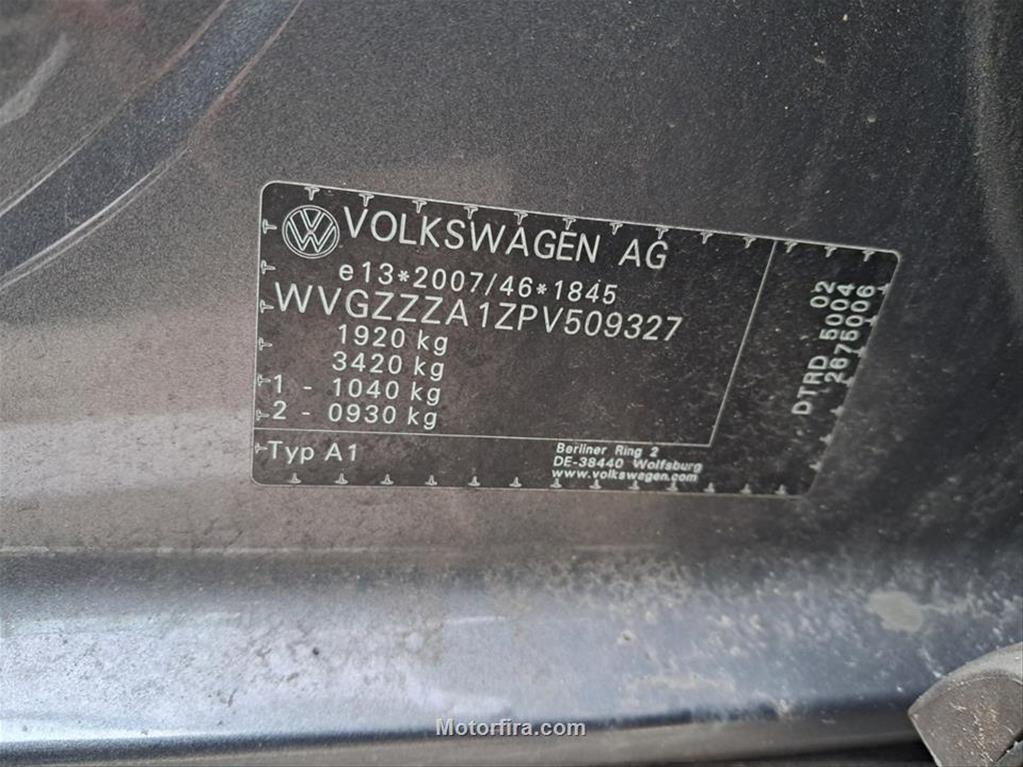 VOLKSWAGEN AG
e13*2007/46*1845
WVGZZZA1ZPV509327
1920 kg
3420 kg
1 - 1040 kg
2 - 0930 kg
Typ A1
Berliner Ring 2
DE-38440 Wolfsburg
www.volkswagen.com
02
DTRD 5004
2675006
Motorfira.com